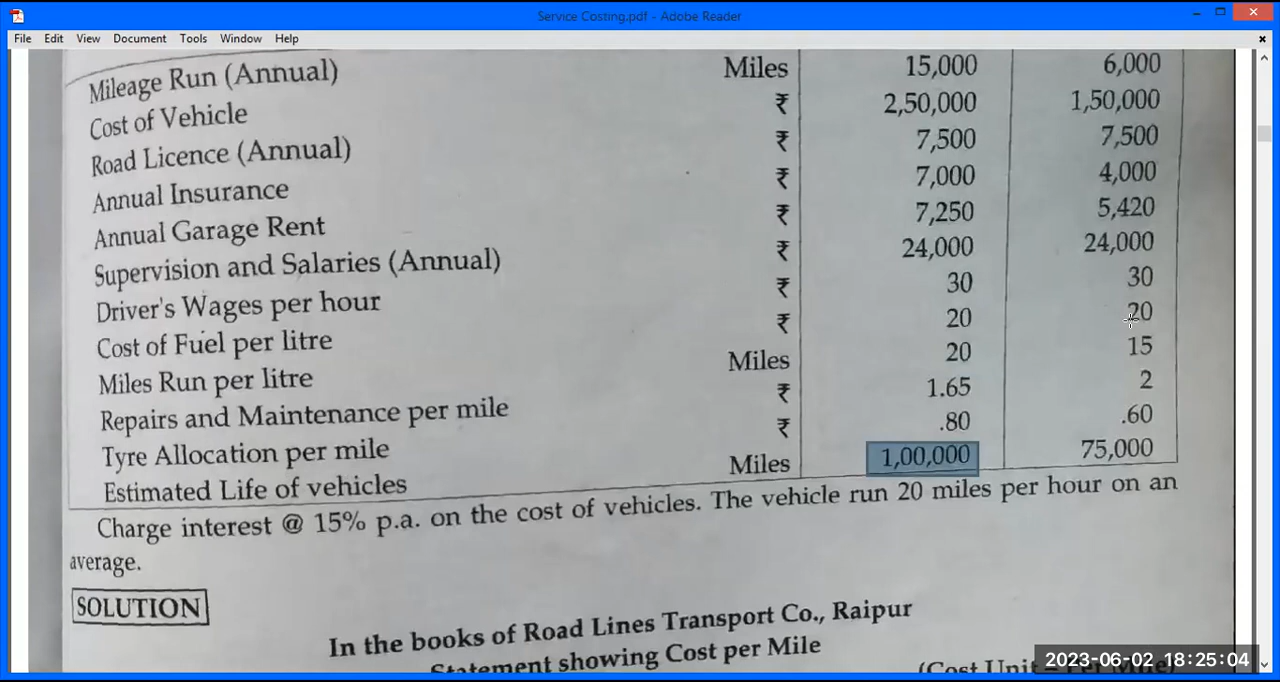 Service Costing.pdf - Adobe Reader
File Edit View Document Tools Window Help
Mileage Run (Annual) Miles 15,000 6,000
Cost of Vehicle ₹ 2,50,000 1,50,000
Road Licence (Annual) ₹ 7,500 7,500
Annual Insurance ₹ 7,000 4,000
Annual Garage Rent ₹ 7,250 5,420
Supervision and Salaries (Annual) ₹ 24,000 24,000
Driver's Wages per hour ₹ 30 30
Cost of Fuel per litre ₹ 20 20
Miles Run per litre Miles 20 15
Repairs and Maintenance per mile ₹ 1.65 2
Tyre Allocation per mile ₹ .80 .60
Estimated Life of vehicles Miles 1,00,000 75,000
Charge interest @ 15% p.a. on the cost of vehicles. The vehicle run 20 miles per hour on an
average.
SOLUTION
In the books of Road Lines Transport Co., Raipur
Statement showing Cost per Mile
(Cost Unit = Per Mile)
2023-06-02 18:25:04